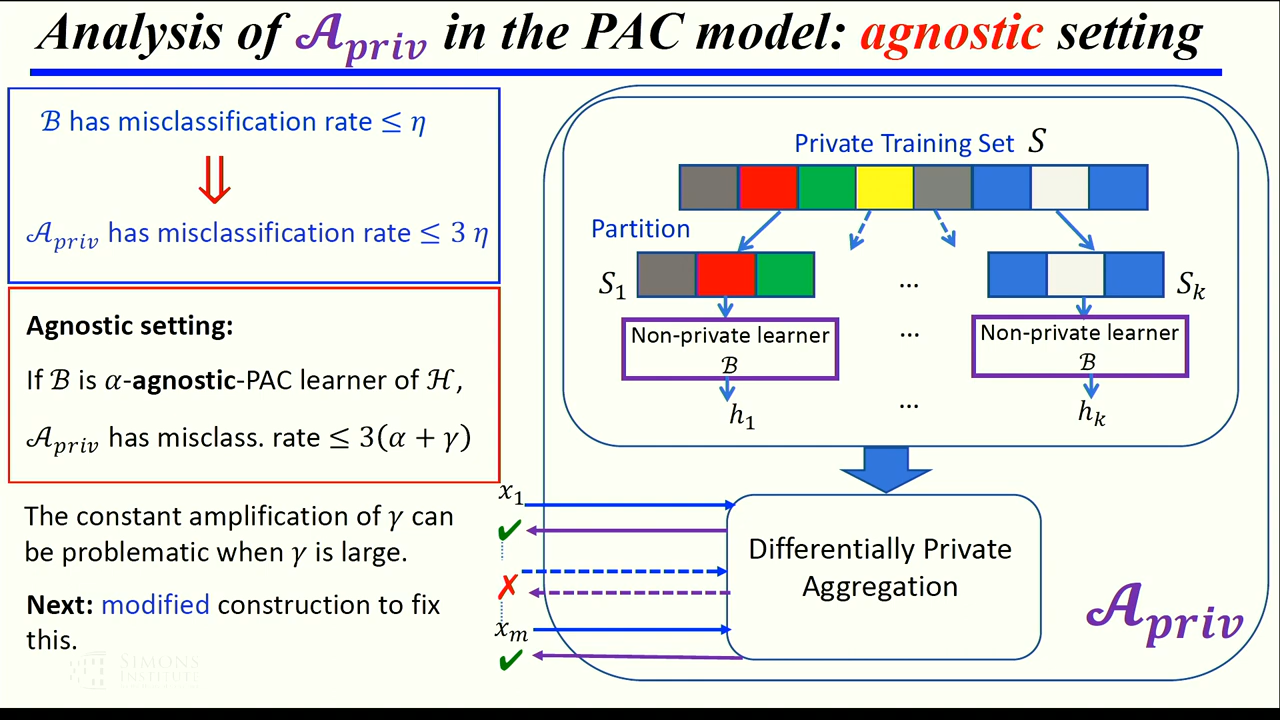 Analysis of 𝒜priv in the PAC model: agnostic setting
ℬ has misclassification rate ≤ η
⇓
𝒜priv has misclassification rate ≤ 3 η
Agnostic setting:
If ℬ is α-agnostic-PAC learner of ℋ,
𝒜priv has misclass. rate ≤ 3(α + γ)
The constant amplification of γ can
be problematic when γ is large.
Next: modified construction to fix
this.
SIMONS
INSTITUTE
Private Training Set S
Partition
S1
...
Sk
Non-private learner
ℬ
...
Non-private learner
ℬ
h1
...
hk
x1
✔
✗
xm
✔
Differentially Private
Aggregation
𝒜priv